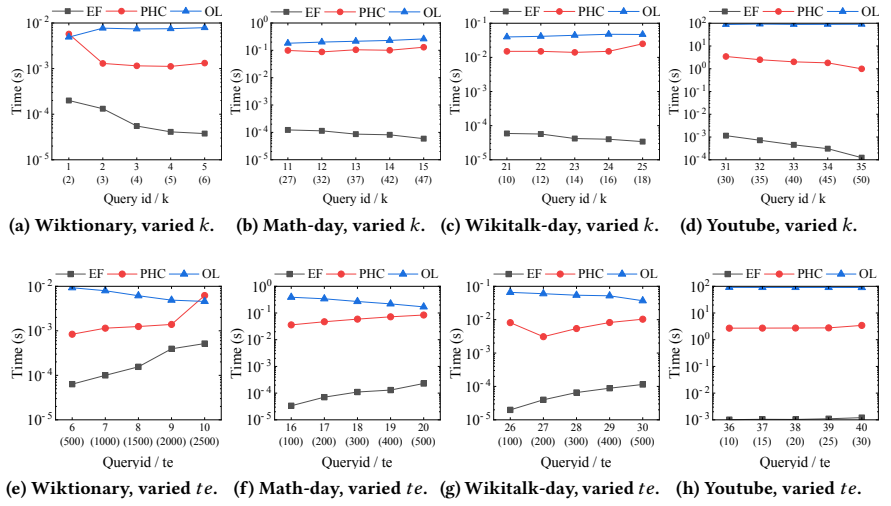 EF PHC OL
EF PHC OL
EF PHC OL
EF PHC OL
Time (s)
10^-2
10^-3
10^-4
10^-5
1 2 3 4 5
(2) (3) (4) (5) (6)
Query id / k
Time (s)
10^0
10^-1
10^-2
10^-3
10^-4
10^-5
11 12 13 14 15
(27) (32) (37) (42) (47)
Query id / k
Time (s)
10^-1
10^-2
10^-3
10^-4
10^-5
21 22 23 24 25
(10) (12) (14) (16) (18)
Query id / k
Time (s)
10^2
10^1
10^0
10^-1
10^-2
10^-3
10^-4
31 32 33 34 35
(30) (35) (40) (45) (50)
Query id / k
(a) Wiktionary, varied k. (b) Math-day, varied k. (c) Wikitalk-day, varied k. (d) Youtube, varied k.
EF PHC OL
EF PHC OL
EF PHC OL
EF PHC OL
Time (s)
10^-2
10^-3
10^-4
10^-5
6 7 8 9 10
(500) (1000) (1500) (2000) (2500)
Queryid / te
Time (s)
10^1
10^0
10^-1
10^-2
10^-3
10^-4
10^-5
16 17 18 19 20
(100) (200) (300) (400) (500)
Queryid / te
Time (s)
10^-1
10^-2
10^-3
10^-4
10^-5
26 27 28 29 30
(100) (200) (300) (400) (500)
Queryid / te
Time (s)
10^2
10^1
10^0
10^-1
10^-2
10^-3
36 37 38 39 40
(10) (15) (20) (25) (30)
Queryid / te
(e) Wiktionary, varied te. (f) Math-day, varied te. (g) Wikitalk-day, varied te. (h) Youtube, varied te.